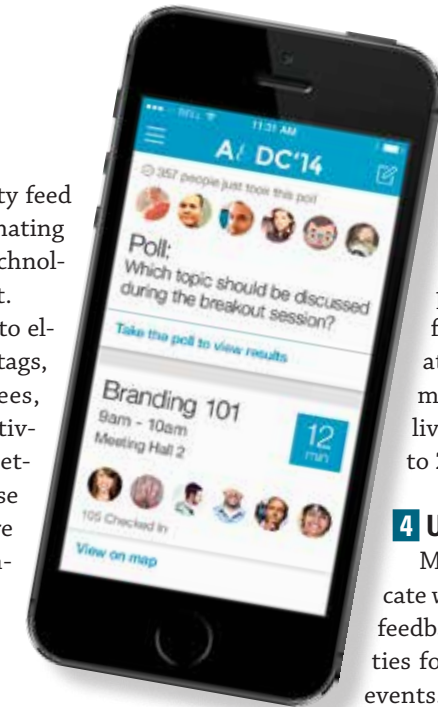 ty feed
nating
chnol-
t.
to el-
tags,
ees,
tiv-
et-
se
e
n-
BELL
11:31 AM
A/ DC'14
357 people just took this poll
Poll:
Which topic should be discussed
during the breakout session?
Take the poll to view results
Branding 101
9am - 10am
Meeting Hall 2
12
min
105 Checked In
View on map
p
f
at
m
liv
to 2
4 U
M
cate w
feedb
ties fo
events.